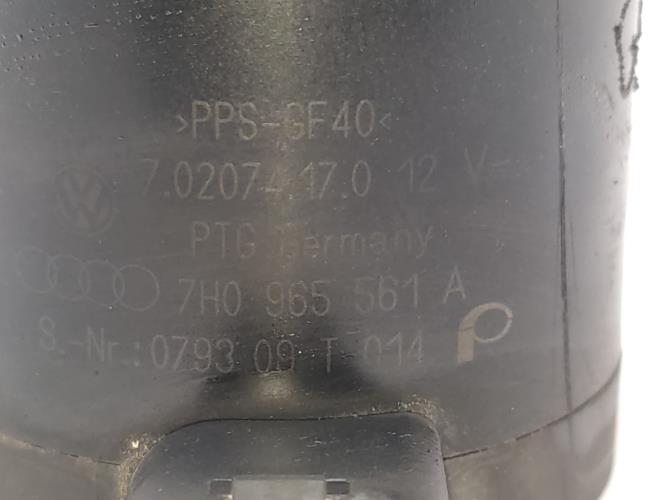 >PPS-GF40<
7.02074.17.0 12 V
PTG Germany
7H0 965 561 A
S.-Nr.:0793 09 T 014